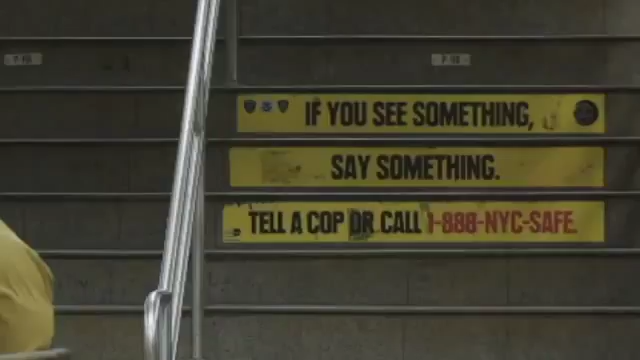 IF YOU SEE SOMETHING,
SAY SOMETHING.
TELL A COP OR CALL 1-888-NYC-SAFE.